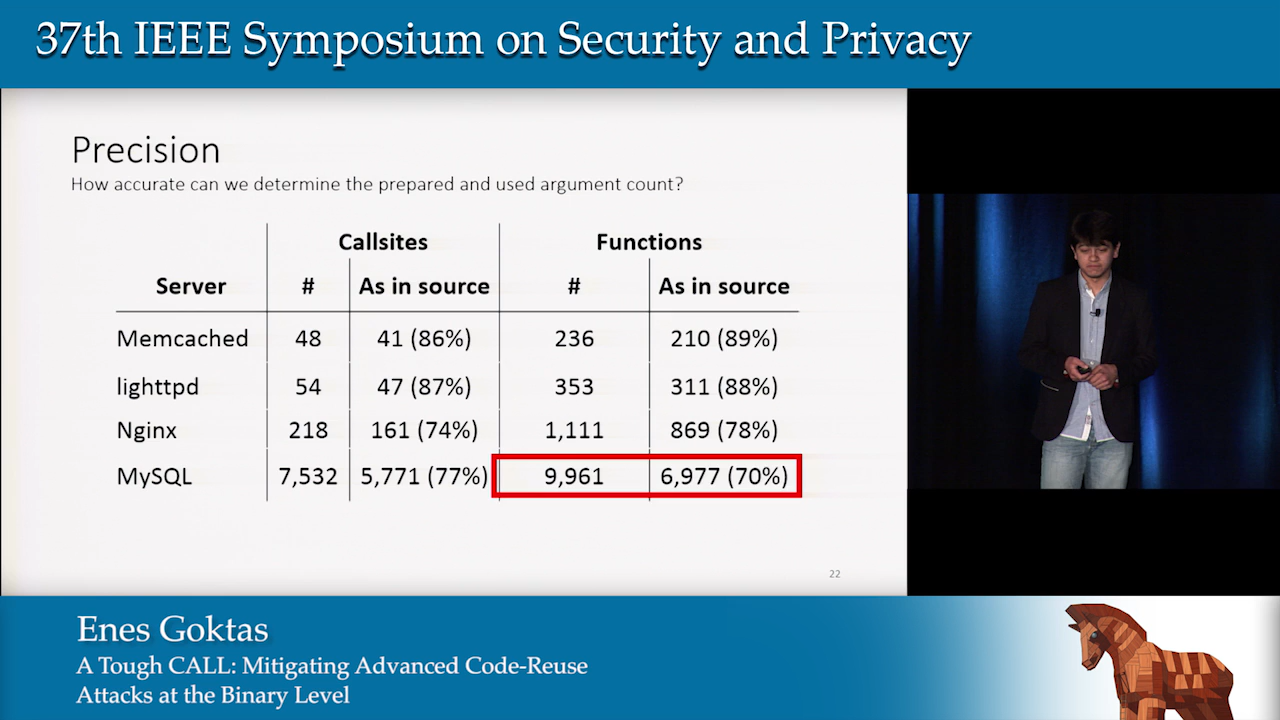 37th IEEE Symposium on Security and Privacy
Precision
How accurate can we determine the prepared and used argument count?
Callsites Functions
Server # As in source # As in source
Memcached 48 41 (86%) 236 210 (89%)
lighttpd 54 47 (87%) 353 311 (88%)
Nginx 218 161 (74%) 1,111 869 (78%)
MySQL 7,532 5,771 (77%) 9,961 6,977 (70%)
22
Enes Goktas
A Tough CALL: Mitigating Advanced Code-Reuse
Attacks at the Binary Level